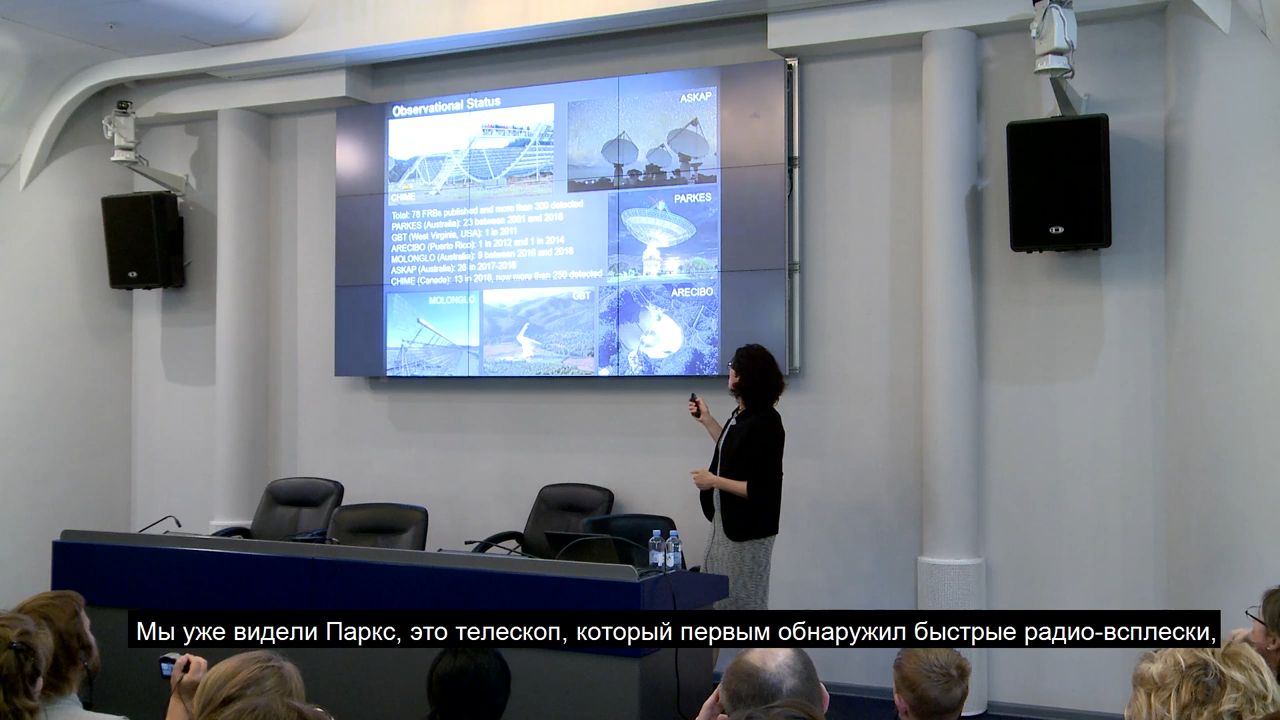 Observational Status
ASKAP
CHIME
PARKES
Total: 78 FRBs published and more than 300 detected
PARKES (Australia): 23 between 2001 and 2018
GBT (West Virginia, USA): 1 in 2011
ARECIBO (Puerto Rico): 1 in 2012 and 1 in 2014
MOLONGLO (Australia): 9 between 2016 and 2018
ASKAP (Australia): 28 in 2017-2018
CHIME (Canada): 13 in 2018, now more than 250 detected
MOLONGLO
GBT
ARECIBO
Мы уже видели Паркс, это телескоп, который первым обнаружил быстрые радио-всплески,